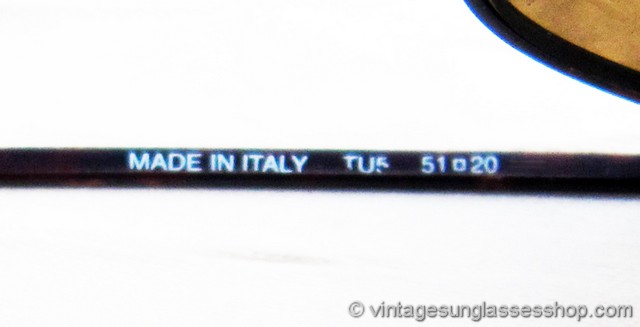 MADE IN ITALY TU5 51□20
© vintagesunglassesshop.com